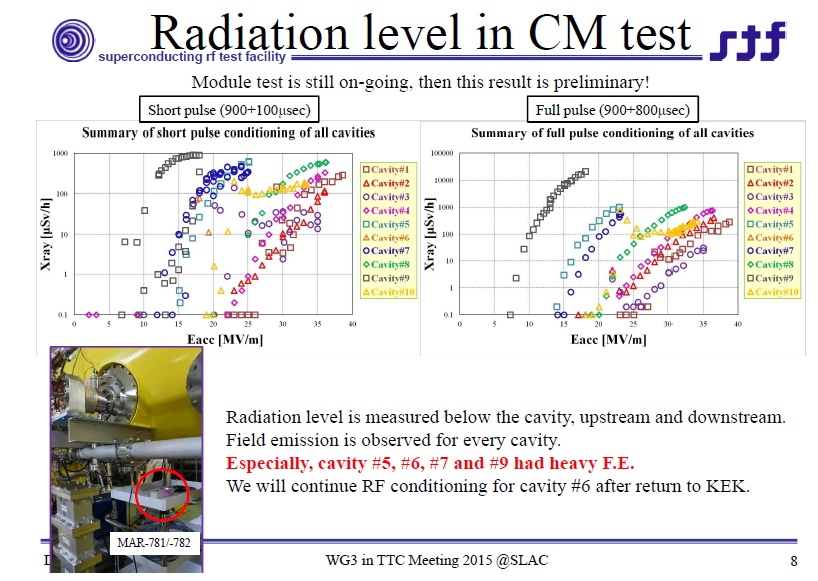 Radiation level in CM test
superconducting rf test facility
stf
Module test is still on-going, then this result is preliminary!
Short pulse (900+100μsec)
Full pulse (900+800μsec)
Summary of short pulse conditioning of all cavities
1000
100
10
1
0.1
Xray [μSv/h]
0 5 10 15 20 25 30 35 40
Eacc [MV/m]
Cavity#1
Cavity#2
Cavity#3
Cavity#4
Cavity#5
Cavity#6
Cavity#7
Cavity#8
Cavity#9
Cavity#10
Summary of full pulse conditioning of all cavities
100000
10000
1000
100
10
1
0.1
Xray [μSv/h]
0 5 10 15 20 25 30 35 40
Eacc [MV/m]
Cavity#1
Cavity#2
Cavity#3
Cavity#4
Cavity#5
Cavity#6
Cavity#7
Cavity#8
Cavity#9
Cavity#10
Radiation level is measured below the cavity, upstream and downstream.
Field emission is observed for every cavity.
Especially, cavity #5, #6, #7 and #9 had heavy F.E.
We will continue RF conditioning for cavity #6 after return to KEK.
MAR-781/-782
WG3 in TTC Meeting 2015 @SLAC
8